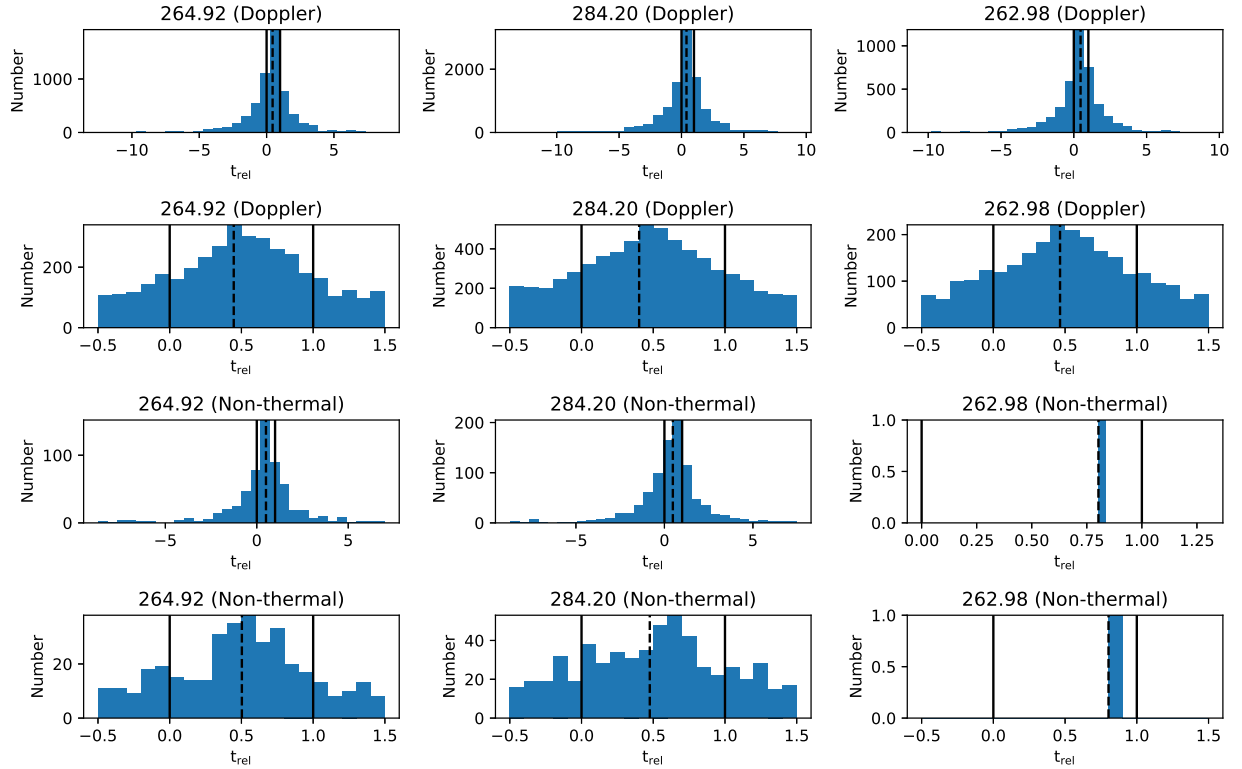 264.92 (Doppler)
284.20 (Doppler)
262.98 (Doppler)
Number
1000
0
−10 −5 0 5
t_rel
Number
2000
0
−10 −5 0 5 10
t_rel
Number
1000
500
0
−10 −5 0 5 10
t_rel
264.92 (Doppler)
284.20 (Doppler)
262.98 (Doppler)
Number
200
0
−0.5 0.0 0.5 1.0 1.5
t_rel
Number
400
200
0
−0.5 0.0 0.5 1.0 1.5
t_rel
Number
200
100
0
−0.5 0.0 0.5 1.0 1.5
t_rel
264.92 (Non-thermal)
284.20 (Non-thermal)
262.98 (Non-thermal)
Number
100
0
−5 0 5
t_rel
Number
200
100
0
−5 0 5
t_rel
Number
1.0
0.5
0.0
0.00 0.25 0.50 0.75 1.00 1.25
t_rel
264.92 (Non-thermal)
284.20 (Non-thermal)
262.98 (Non-thermal)
Number
20
0
−0.5 0.0 0.5 1.0 1.5
t_rel
Number
40
20
0
−0.5 0.0 0.5 1.0 1.5
t_rel
Number
1.0
0.5
0.0
−0.5 0.0 0.5 1.0 1.5
t_rel